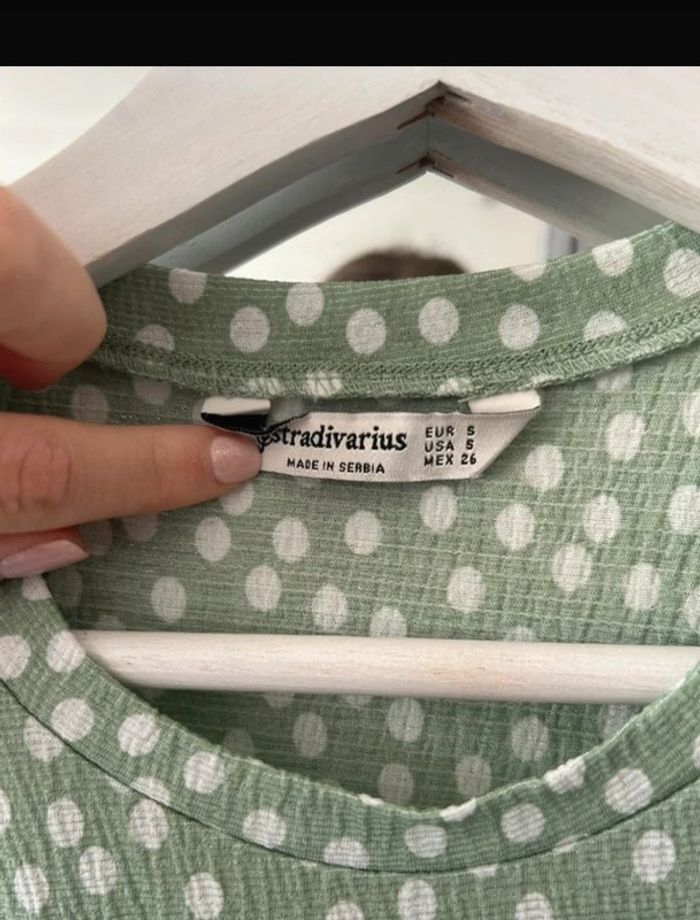 stradivarius
MADE IN SERBIA
EUR S
USA S
MEX 26